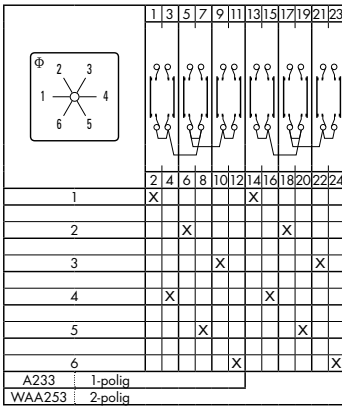 1 3 5 7 9 11 13 15 17 19 21 23
Φ
2 3
1 4
6 5
2 4 6 8 10 12 14 16 18 20 22 24
1 X X
2 X X
3 X X
4 X X
5 X X
6 X X
A233 1-polig
WAA253 2-polig